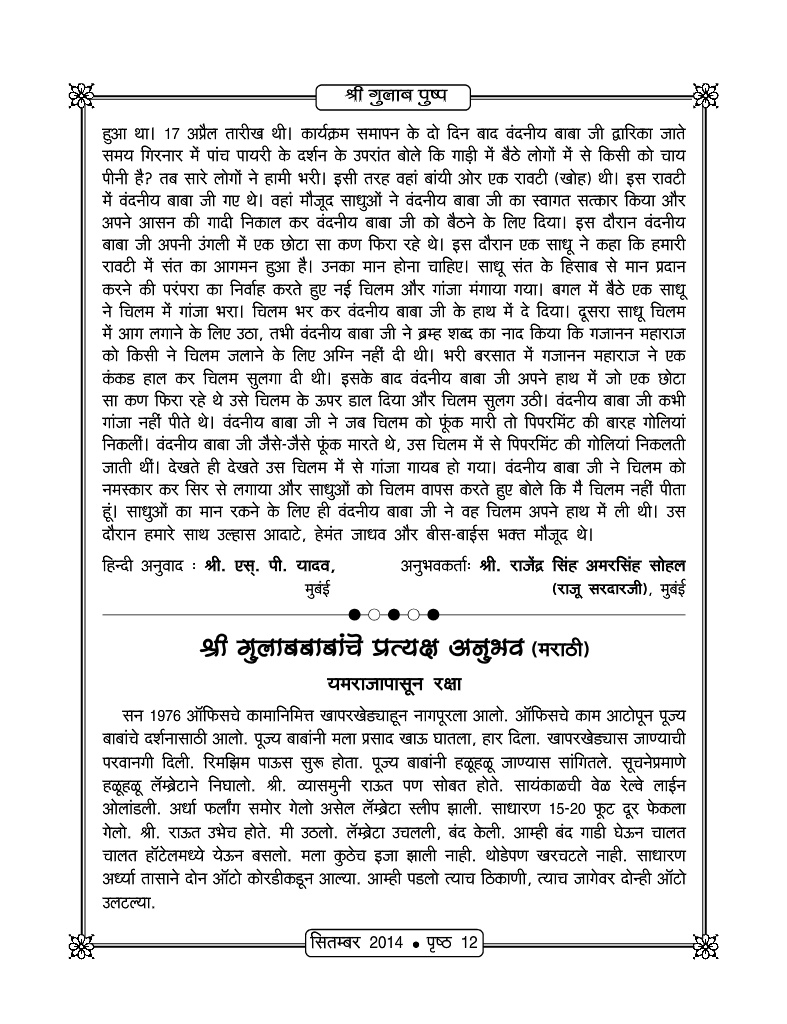 श्री गुलाब पुष्प
हुआ था। 17 अप्रैल तारीख थी। कार्यक्रम समापन के दो दिन बाद वंदनीय बाबा जी द्वारिका जाते
समय गिरनार में पांच पायरी के दर्शन के उपरांत बोले कि गाड़ी में बैठे लोगों में से किसी को चाय
पीनी है? तब सारे लोगों ने हामी भरी। इसी तरह वहां बांयी ओर एक रावटी (खोह) थी। इस रावटी
में वंदनीय बाबा जी गए थे। वहां मौजूद साधुओं ने वंदनीय बाबा जी का स्वागत सत्कार किया और
अपने आसन की गादी निकाल कर वंदनीय बाबा जी को बैठने के लिए दिया। इस दौरान वंदनीय
बाबा जी अपनी उंगली में एक छोटा सा कण फिरा रहे थे। इस दौरान एक साधू ने कहा कि हमारी
रावटी में संत का आगमन हुआ है। उनका मान होना चाहिए। साधू संत के हिसाब से मान प्रदान
करने की परंपरा का निर्वाह करते हुए नई चिलम और गांजा मंगाया गया। बगल में बैठे एक साधू
ने चिलम में गांजा भरा। चिलम भर कर वंदनीय बाबा जी के हाथ में दे दिया। दूसरा साधू चिलम
में आग लगाने के लिए उठा, तभी वंदनीय बाबा जी ने ब्रम्ह शब्द का नाद किया कि गजानन महाराज
को किसी ने चिलम जलाने के लिए अग्नि नहीं दी थी। भरी बरसात में गजानन महाराज ने एक
कंकड हाल कर चिलम सुलगा दी थी। इसके बाद वंदनीय बाबा जी अपने हाथ में जो एक छोटा
सा कण फिरा रहे थे उसे चिलम के ऊपर डाल दिया और चिलम सुलग उठी। वंदनीय बाबा जी कभी
गांजा नहीं पीते थे। वंदनीय बाबा जी ने जब चिलम को फूंक मारी तो पिपरमिंट की बारह गोलियां
निकलीं। वंदनीय बाबा जी जैसे-जैसे फूंक मारते थे, उस चिलम में से पिपरमिंट की गोलियां निकलती
जाती थीं। देखते ही देखते उस चिलम में से गांजा गायब हो गया। वंदनीय बाबा जी ने चिलम को
नमस्कार कर सिर से लगाया और साधुओं को चिलम वापस करते हुए बोले कि मै चिलम नहीं पीता
हूं। साधुओं का मान रकने के लिए ही वंदनीय बाबा जी ने वह चिलम अपने हाथ में ली थी। उस
दौरान हमारे साथ उल्हास आदाटे, हेमंत जाधव और बीस-बाईस भक्त मौजूद थे।
हिन्दी अनुवाद : श्री. एस्. पी. यादव, अनुभवकर्ताः श्री. राजेंद्र सिंह अमरसिंह सोहल
मुबंई (राजू सरदारजी), मुबंई
श्री गुलाबबाबांचे प्रत्यक्ष अनुभव (मराठी)
यमराजापासून रक्षा
सन 1976 ऑफिसचे कामानिमित्त खापरखेड्याहून नागपूरला आलो. ऑफिसचे काम आटोपून पूज्य
बाबांचे दर्शनासाठी आलो. पूज्य बाबांनी मला प्रसाद खाऊ घातला, हार दिला. खापरखेड्यास जाण्याची
परवानगी दिली. रिमझिम पाऊस सुरू होता. पूज्य बाबांनी हळूहळू जाण्यास सांगितले. सूचनेप्रमाणे
हळूहळू लॅम्ब्रेटाने निघालो. श्री. व्यासमुनी राऊत पण सोबत होते. सायंकाळची वेळ रेल्वे लाईन
ओलांडली. अर्धा फर्लांग समोर गेलो असेल लॅम्ब्रेटा स्लीप झाली. साधारण 15-20 फूट दूर फेकला
गेलो. श्री. राऊत उभेच होते. मी उठलो. लॅम्ब्रेटा उचलली, बंद केली. आम्ही बंद गाडी घेऊन चालत
चालत हॉटेलमध्ये येऊन बसलो. मला कुठेच इजा झाली नाही. थोडेपण खरचटले नाही. साधारण
अर्ध्या तासाने दोन ऑटो कोरडीकडून आल्या. आम्ही पडलो त्याच ठिकाणी, त्याच जागेवर दोन्ही ऑटो
उलटल्या.
सितम्बर 2014 ● पृष्ठ 12